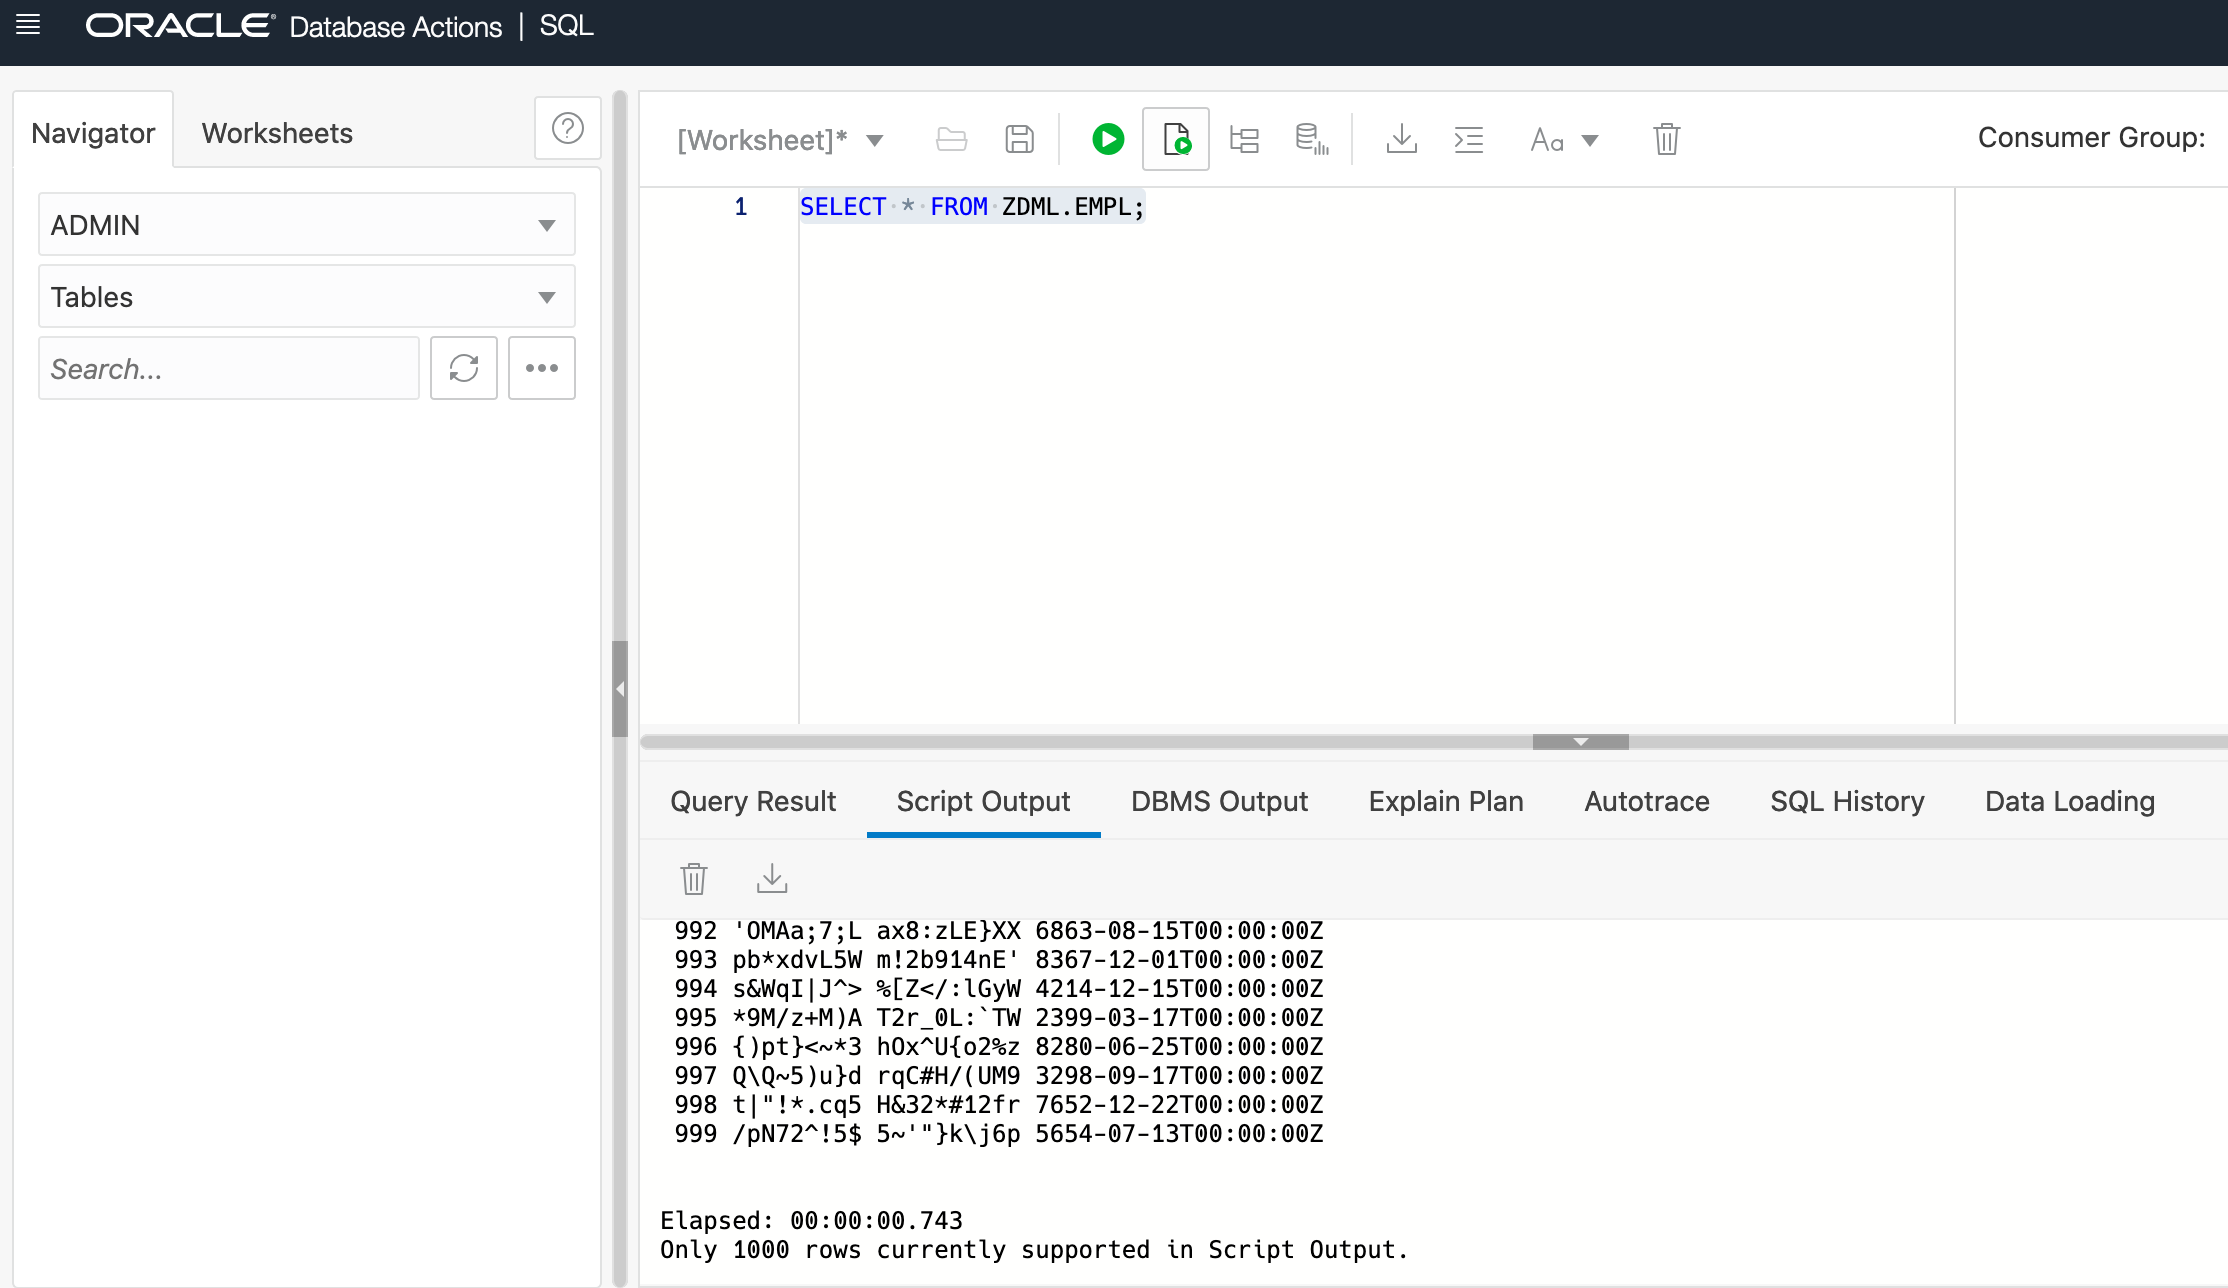 ORACLE® Database Actions | SQL
Navigator
Worksheets
ADMIN
Tables
Search...
[Worksheet]*
Aa
Consumer Group:
1 SELECT * FROM ZDML.EMPL;
Query Result
Script Output
DBMS Output
Explain Plan
Autotrace
SQL History
Data Loading
992 'OMAa;7;L ax8:zLE}XX 6863-08-15T00:00:00Z
993 pb*xdvL5W m!2b914nE' 8367-12-01T00:00:00Z
994 s&WqI|J^> %[Z</:lGyW 4214-12-15T00:00:00Z
995 *9M/z+M)A T2r_0L:`TW 2399-03-17T00:00:00Z
996 {)pt}<~*3 hOx^U{o2%z 8280-06-25T00:00:00Z
997 Q\Q~5)u}d rqC#H/(UM9 3298-09-17T00:00:00Z
998 t|"!*.cq5 H&32*#12fr 7652-12-22T00:00:00Z
999 /pN72^!5$ 5~'"}k\j6p 5654-07-13T00:00:00Z
Elapsed: 00:00:00.743
Only 1000 rows currently supported in Script Output.